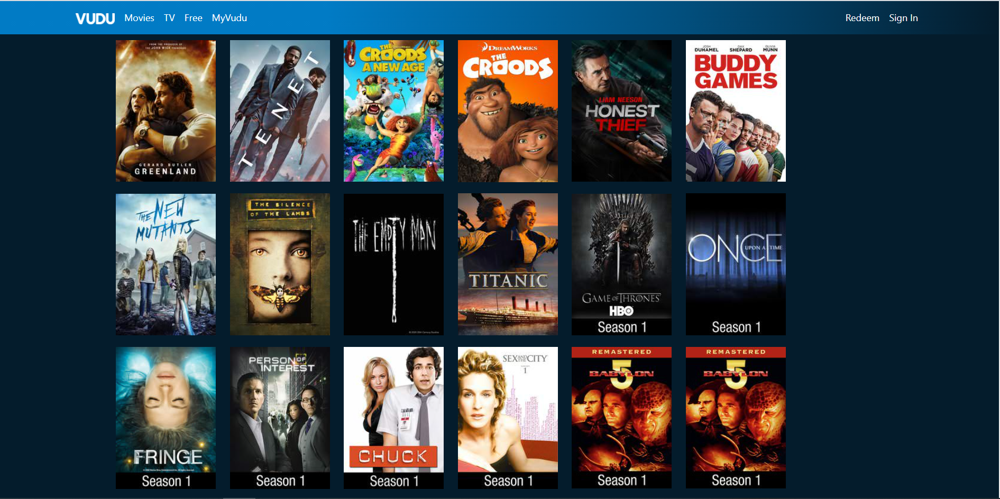 VUDU Movies TV Free MyVudu Redeem Sign In
FROM THE PRODUCER OF
THE JOHN WICK FRANCHISE
GERARD BUTLER
GREENLAND
TENET
THE
CROODS
A NEW AGE
DREAMWORKS
THE
CROODS
LIAM NEESON
HONEST
THIEF
JOSH DUHAMEL DAX SHEPARD OLIVIA MUNN
BUDDY
GAMES
THE NEW
MUTANTS
THE SILENCE
OF THE LAMBS
THE EMPTY MAN
© 2020 20th Century Studios
TITANIC
GAME OF THRONES
HBO
Season 1
ONCE UPON A TIME
Season 1
FRINGE
Season 1
PERSON OF
INTEREST
Season 1
CHUCK
Season 1
SEX AND THE CITY
1
Season 1
REMASTERED
BABYLON 5
Season 1
REMASTERED
BABYLON 5
Season 1